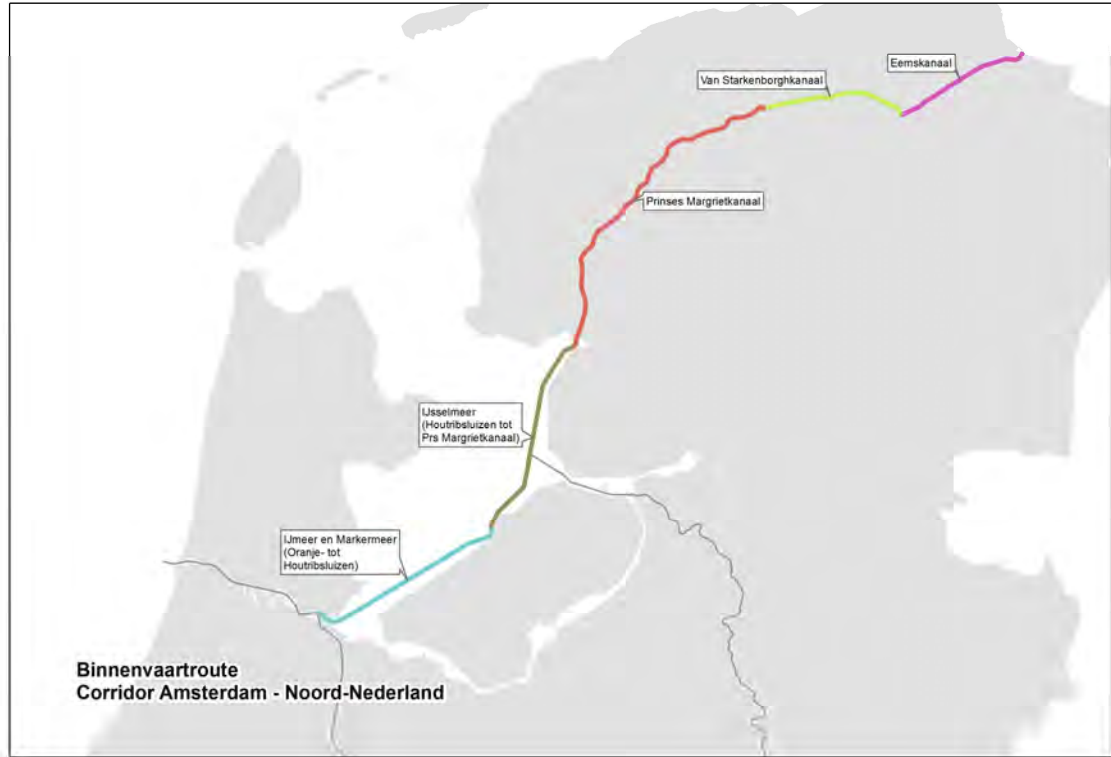 Eemskanaal
Van Starkenborghkanaal
Prinses Margrietkanaal
IJsselmeer
(Houtribsluizen tot
Prs Margrietkanaal)
IJmeer en Markermeer
(Oranje- tot
Houtribsluizen)
Binnenvaartroute
Corridor Amsterdam - Noord-Nederland